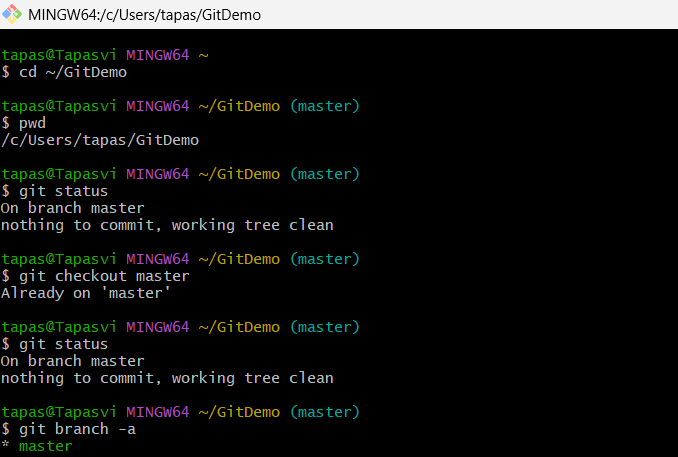 MINGW64:/c/Users/tapas/GitDemo
tapas@Tapasvi MINGW64 ~
$ cd ~/GitDemo
tapas@Tapasvi MINGW64 ~/GitDemo (master)
$ pwd
/c/Users/tapas/GitDemo
tapas@Tapasvi MINGW64 ~/GitDemo (master)
$ git status
On branch master
nothing to commit, working tree clean
tapas@Tapasvi MINGW64 ~/GitDemo (master)
$ git checkout master
Already on 'master'
tapas@Tapasvi MINGW64 ~/GitDemo (master)
$ git status
On branch master
nothing to commit, working tree clean
tapas@Tapasvi MINGW64 ~/GitDemo (master)
$ git branch -a
* master